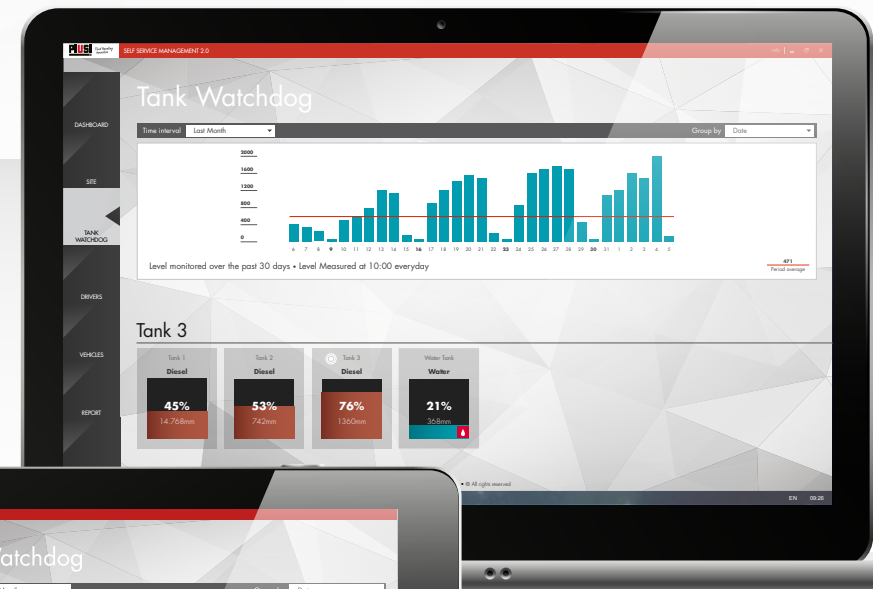 PIUSI Fluid Handling Innovation
SELF SERVICE MANAGEMENT 2.0
Tank Watchdog
DASHBOARD
SITE
TANK
WATCHDOG
DRIVERS
VEHICLES
REPORT
Time interval Last Month Group by Date
2000
1600
1200
800
400
0
6 7 8 9 10 11 12 13 14 15 16 17 18 19 20 21 22 23 24 25 26 27 28 29 30 31 1 2 3 4 5
Level monitored over the past 30 days • Level Measured at 10:00 everyday
471
Period average
Tank 3
Tank 1 Tank 2 Tank 3 Water Tank
Diesel Diesel Diesel Water
45% 53% 76% 21%
14.768mm 742mm 1360mm 368mm
• © All rights reserved
EN 09:28
atchdog